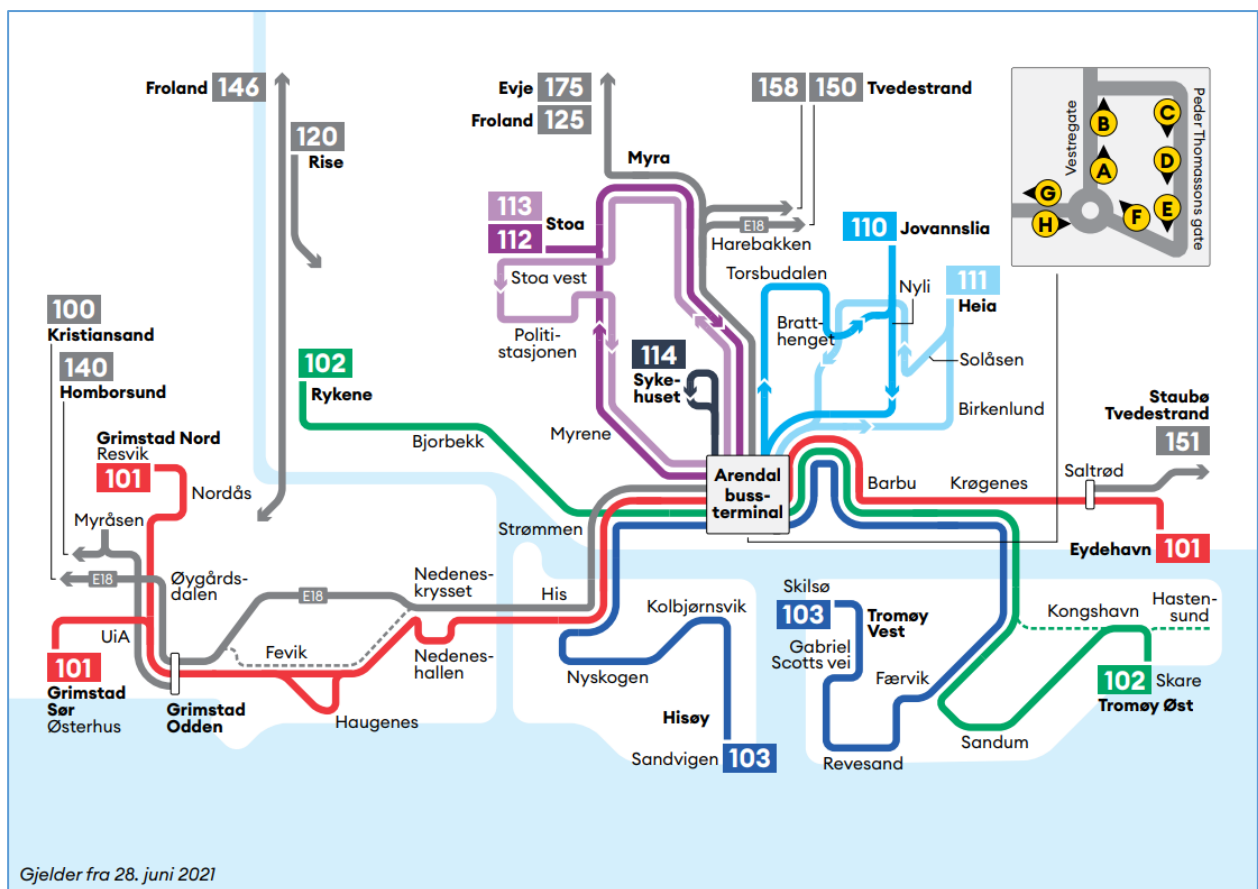 Froland 146
120
Rise
Evje 175
Froland 125
158 150 Tvedestrand
Myra
113
Stoa
112
E18
Harebakken
110 Jovannslia
Stoa vest
Torsbudalen
Nyli
111
Heia
Politi-
stasjonen
Bratt-
henget
Solåsen
Vestregate
Peder Thomassons gate
A
B
C
D
E
F
G
H
100
Kristiansand
140
Homborsund
102
Rykene
114
Syke-
huset
Birkenlund
Staubø
Tvedestrand
151
Grimstad Nord
Resvik
101
Nordås
Bjorbekk
Myrene
Arendal
buss-
terminal
Barbu
Krøgenes
Saltrød
Myråsen
Strømmen
Eydehavn 101
E18
Øygårds-
dalen
E18
Nedenes-
krysset
His
Kolbjørnsvik
Skilsø
103
Tromøy
Vest
Kongshavn
Hasten-
sund
UiA
Fevik
Gabriel
Scotts vei
101
Grimstad
Sør
Østerhus
Grimstad
Odden
Nedenes-
hallen
Nyskogen
Færvik
102 Skare
Tromøy Øst
Haugenes
Hisøy
Sandvigen 103
Revesand
Sandum
Gjelder fra 28. juni 2021